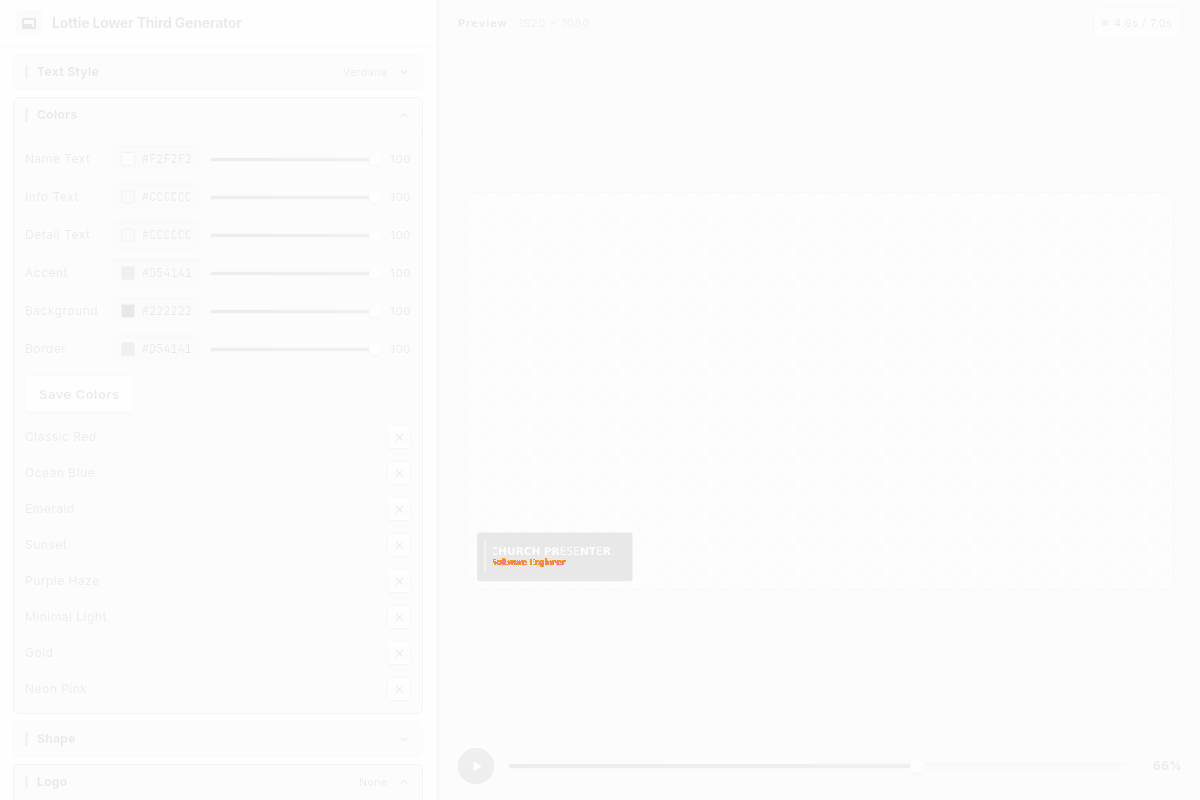 Lottie Lower Third Generator
Preview 1920 × 1080
4.6s / 7.0s
Text Style
Verdana
Colors
Name Text #F2F2F2 100
Info Text #CCCCCC 100
Detail Text #CCCCCC 100
Accent #D54141 100
Background #222222 100
Border #D54141 100
Save Colors
Classic Red
Ocean Blue
Emerald
Sunset
Purple Haze
Minimal Light
Gold
Neon Pink
Shape
Logo
None
CHURCH PRESENTER
Software Engineer
66%